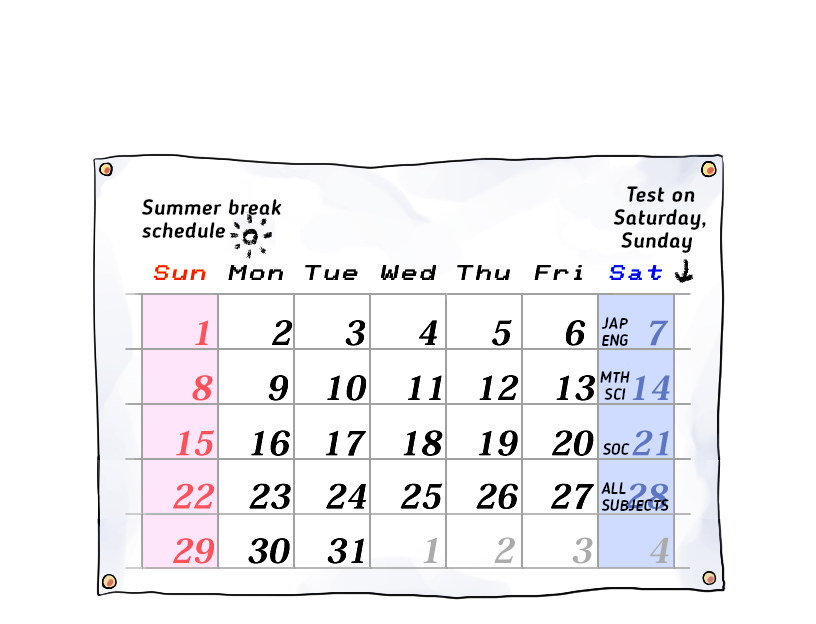 Summer break
schedule
Test on
Saturday,
Sunday
Sun Mon Tue Wed Thu Fri Sat
1 2 3 4 5 6 JAP ENG 7
8 9 10 11 12 13 MTH SCI 14
15 16 17 18 19 20 SOC 21
22 23 24 25 26 27 ALL SUBJECTS 28
29 30 31 1 2 3 4